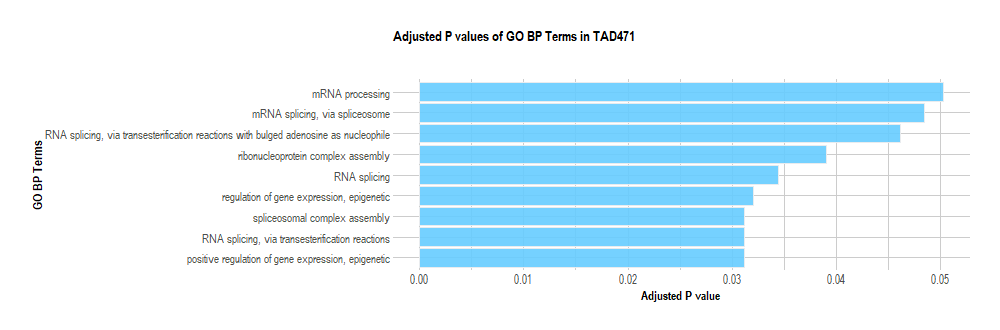 Adjusted P values of GO BP Terms in TAD471
GO BP Terms
mRNA processing
mRNA splicing, via spliceosome
RNA splicing, via transesterification reactions with bulged adenosine as nucleophile
ribonucleoprotein complex assembly
RNA splicing
regulation of gene expression, epigenetic
spliceosomal complex assembly
RNA splicing, via transesterification reactions
positive regulation of gene expression, epigenetic
0.00 0.01 0.02 0.03 0.04 0.05
Adjusted P value